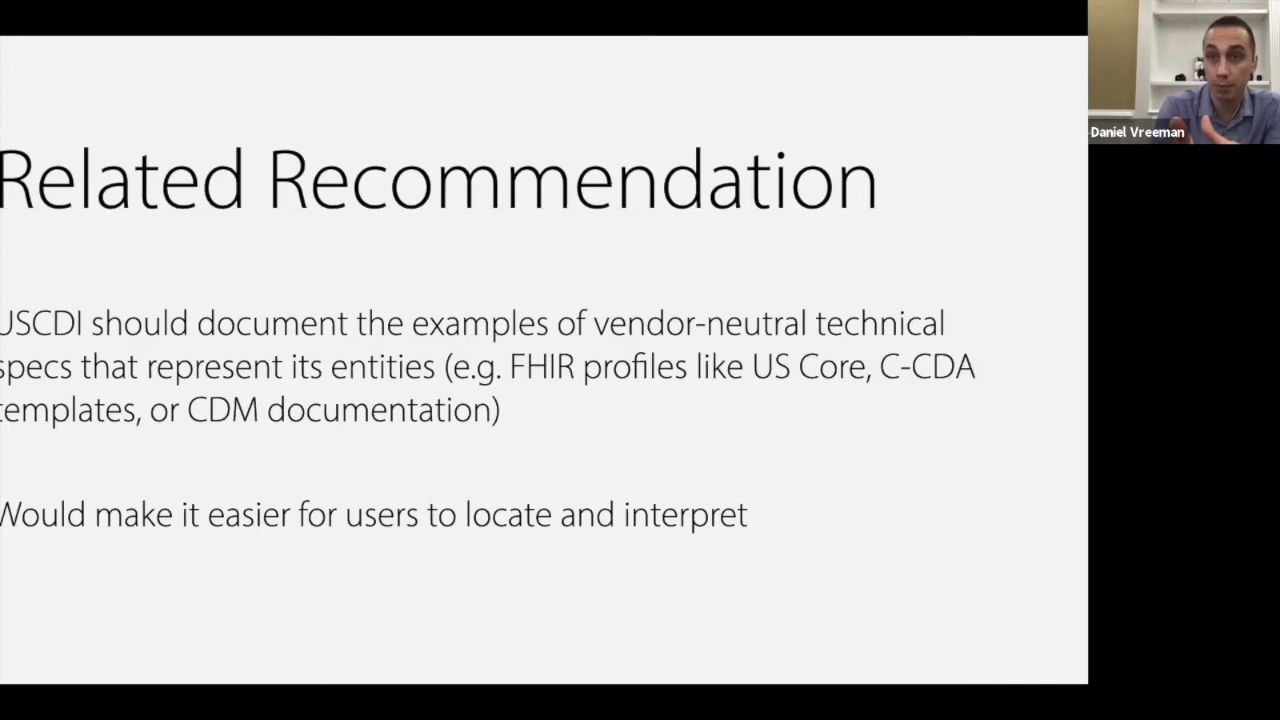 Related Recommendation
USCDI should document the examples of vendor-neutral technical
specs that represent its entities (e.g. FHIR profiles like US Core, C-CDA
templates, or CDM documentation)
Would make it easier for users to locate and interpret
Daniel Vreeman